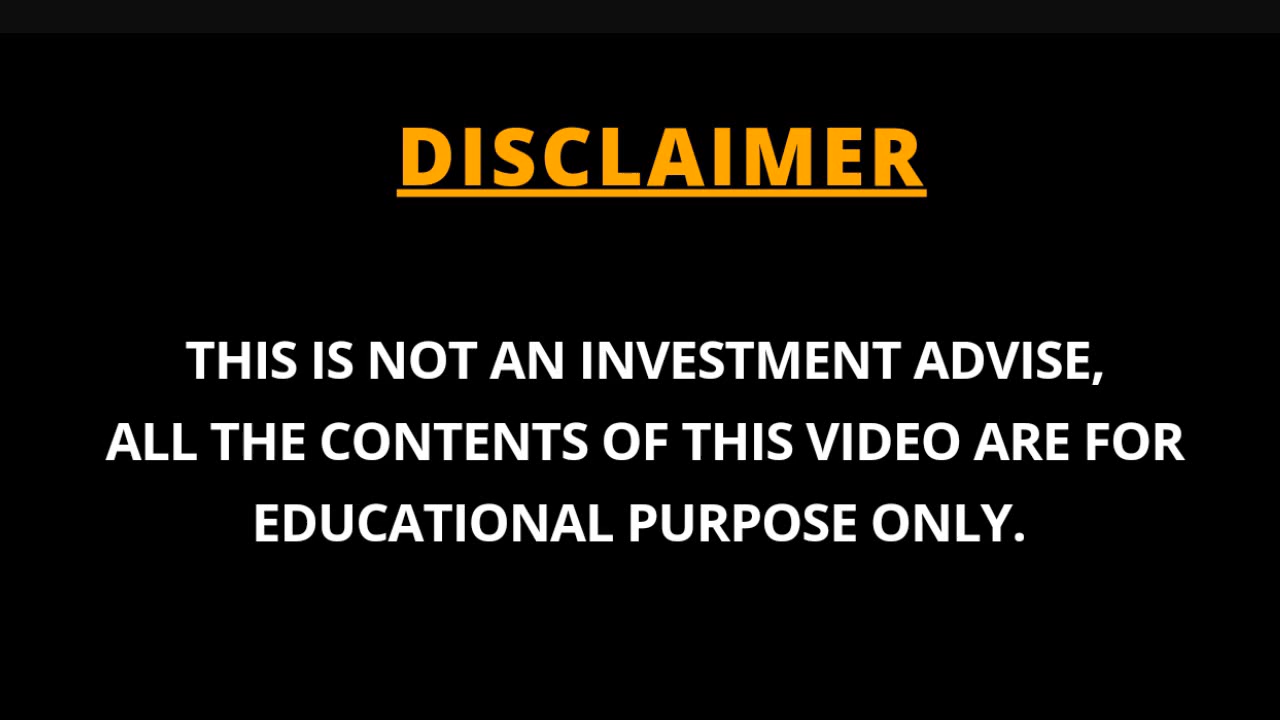 DISCLAIMER
THIS IS NOT AN INVESTMENT ADVISE,
ALL THE CONTENTS OF THIS VIDEO ARE FOR
EDUCATIONAL PURPOSE ONLY.